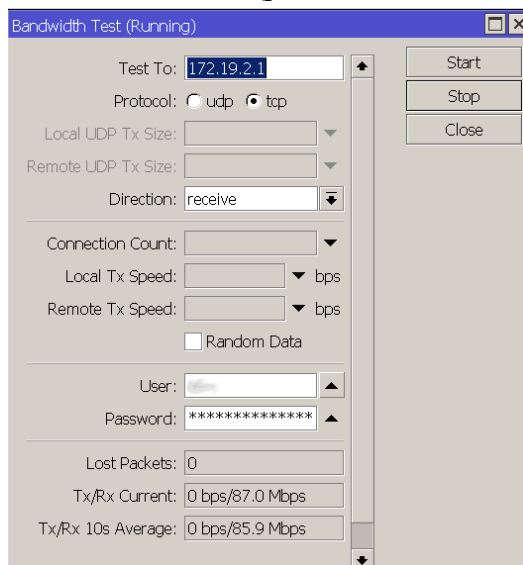 Bandwidth Test (Running)
Test To: 172.19.2.1
Start
Protocol: udp tcp
Stop
Local UDP Tx Size:
Close
Remote UDP Tx Size:
Direction: receive
Connection Count:
Local Tx Speed: bps
Remote Tx Speed: bps
Random Data
User:
Password: **************
Lost Packets: 0
Tx/Rx Current: 0 bps/87.0 Mbps
Tx/Rx 10s Average: 0 bps/85.9 Mbps